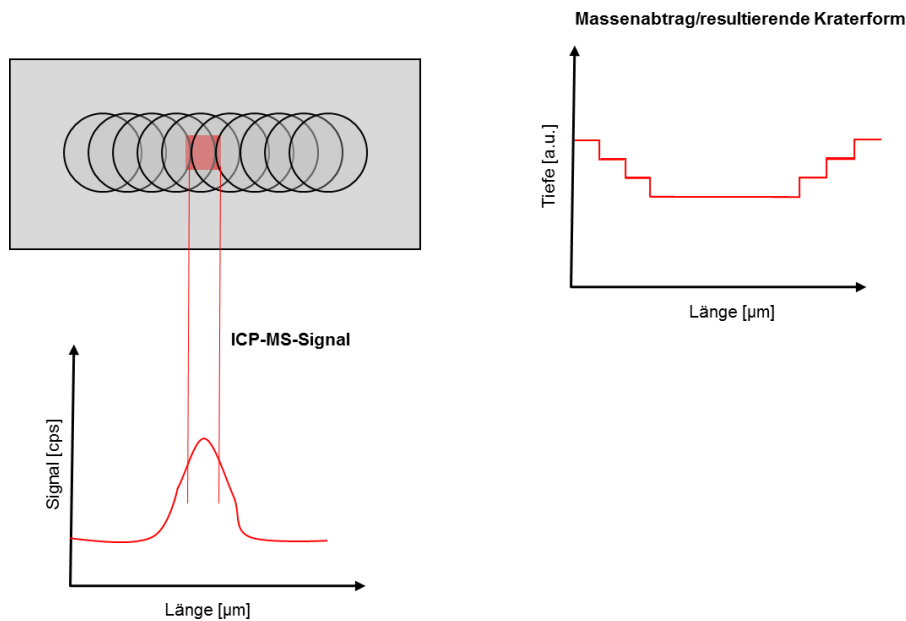 Massenabtrag/resultierende Kraterform
Tiefe [a.u.]
Länge [µm]
ICP-MS-Signal
Signal [cps]
Länge [µm]